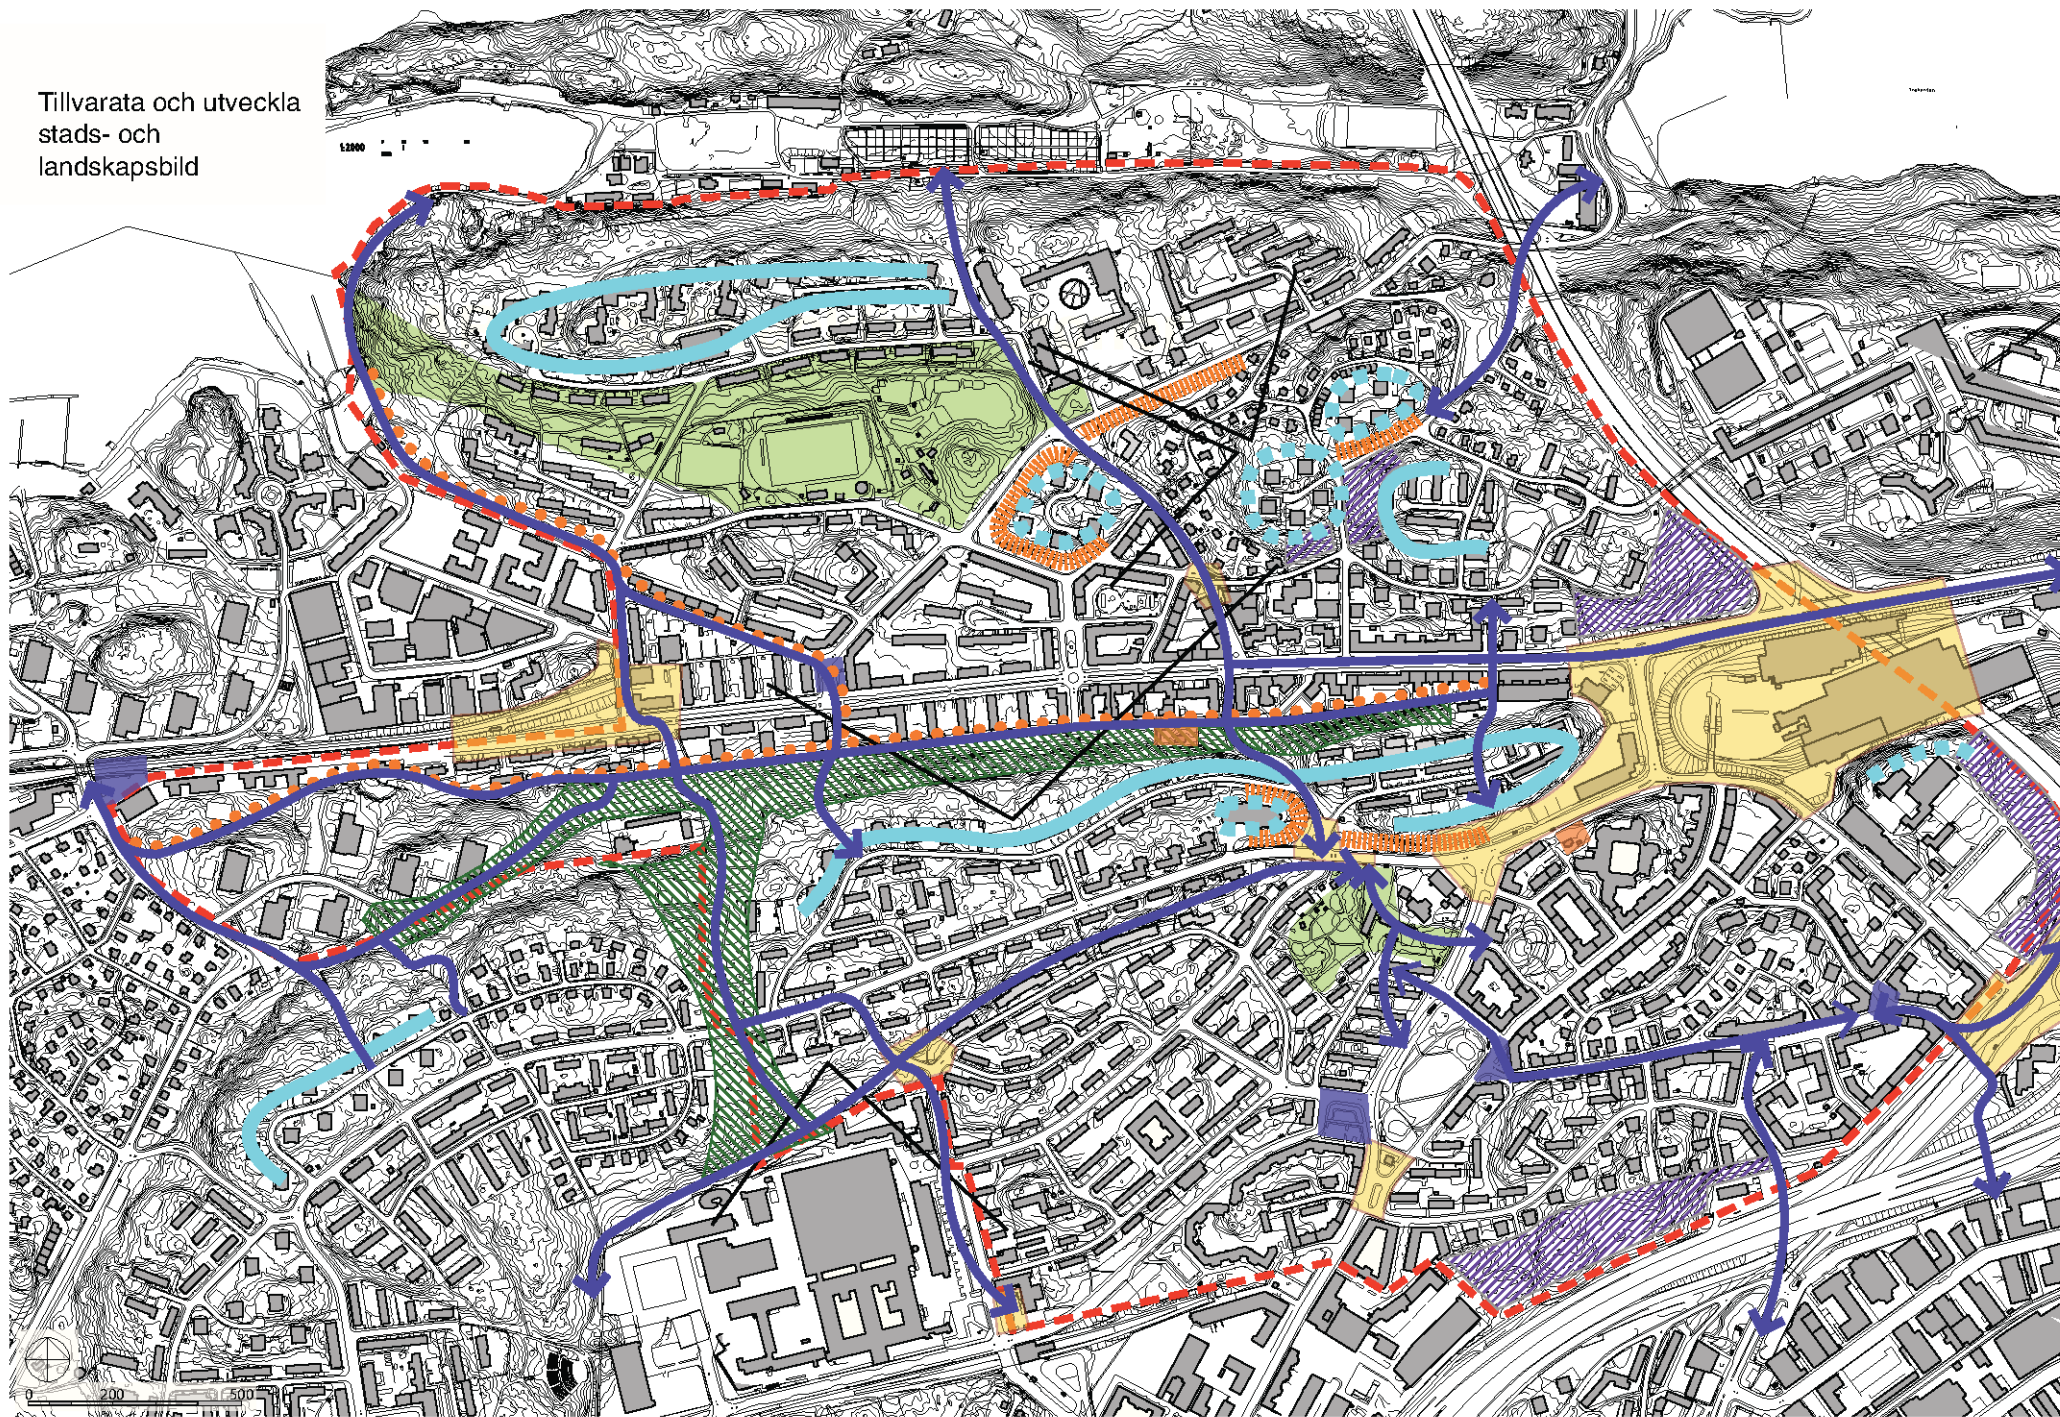 Tillvarata och utveckla
stads- och
landskapsbild
1:2000
0 200 500